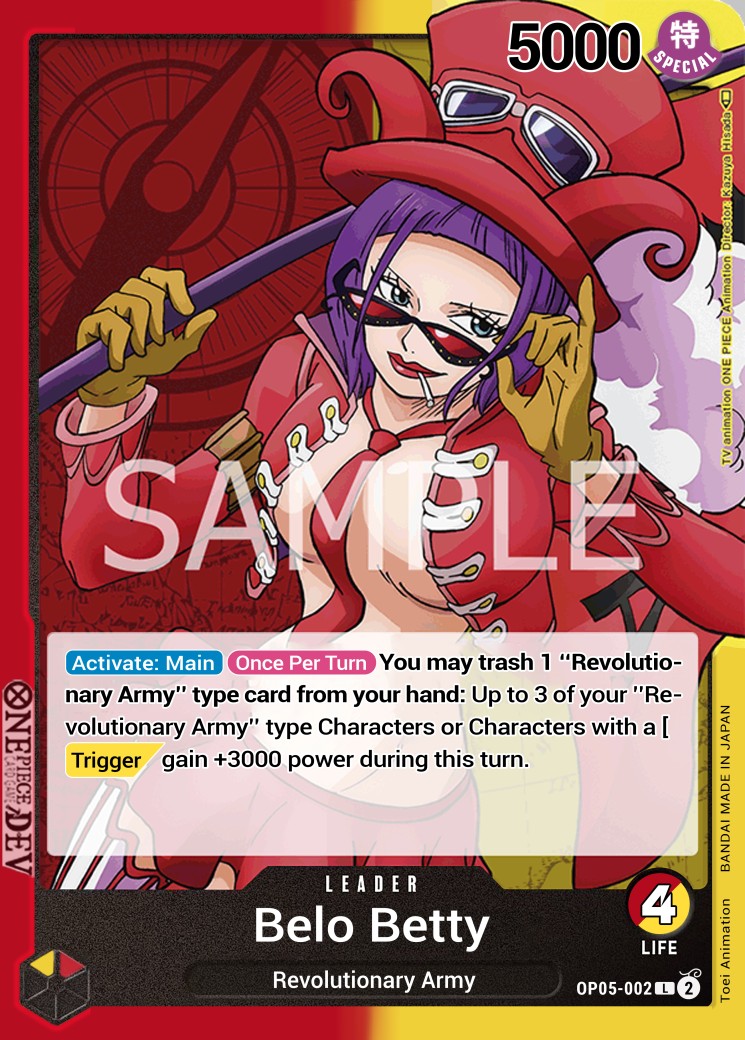 5000
特
SPECIAL
TV animation ONE PIECE Animation Director: Kazuya Hisada
SAMPLE
Activate: Main Once Per Turn You may trash 1 “Revolutio-
nary Army" type card from your hand: Up to 3 of your "Re-
volutionary Army" type Characters or Characters with a [
Trigger gain +3000 power during this turn.
ONE PIECE CARD GAME DEV
BANDAI MADE IN JAPAN
Toei Animation
LEADER
Belo Betty
4
LIFE
Revolutionary Army
OP05-002 L 2